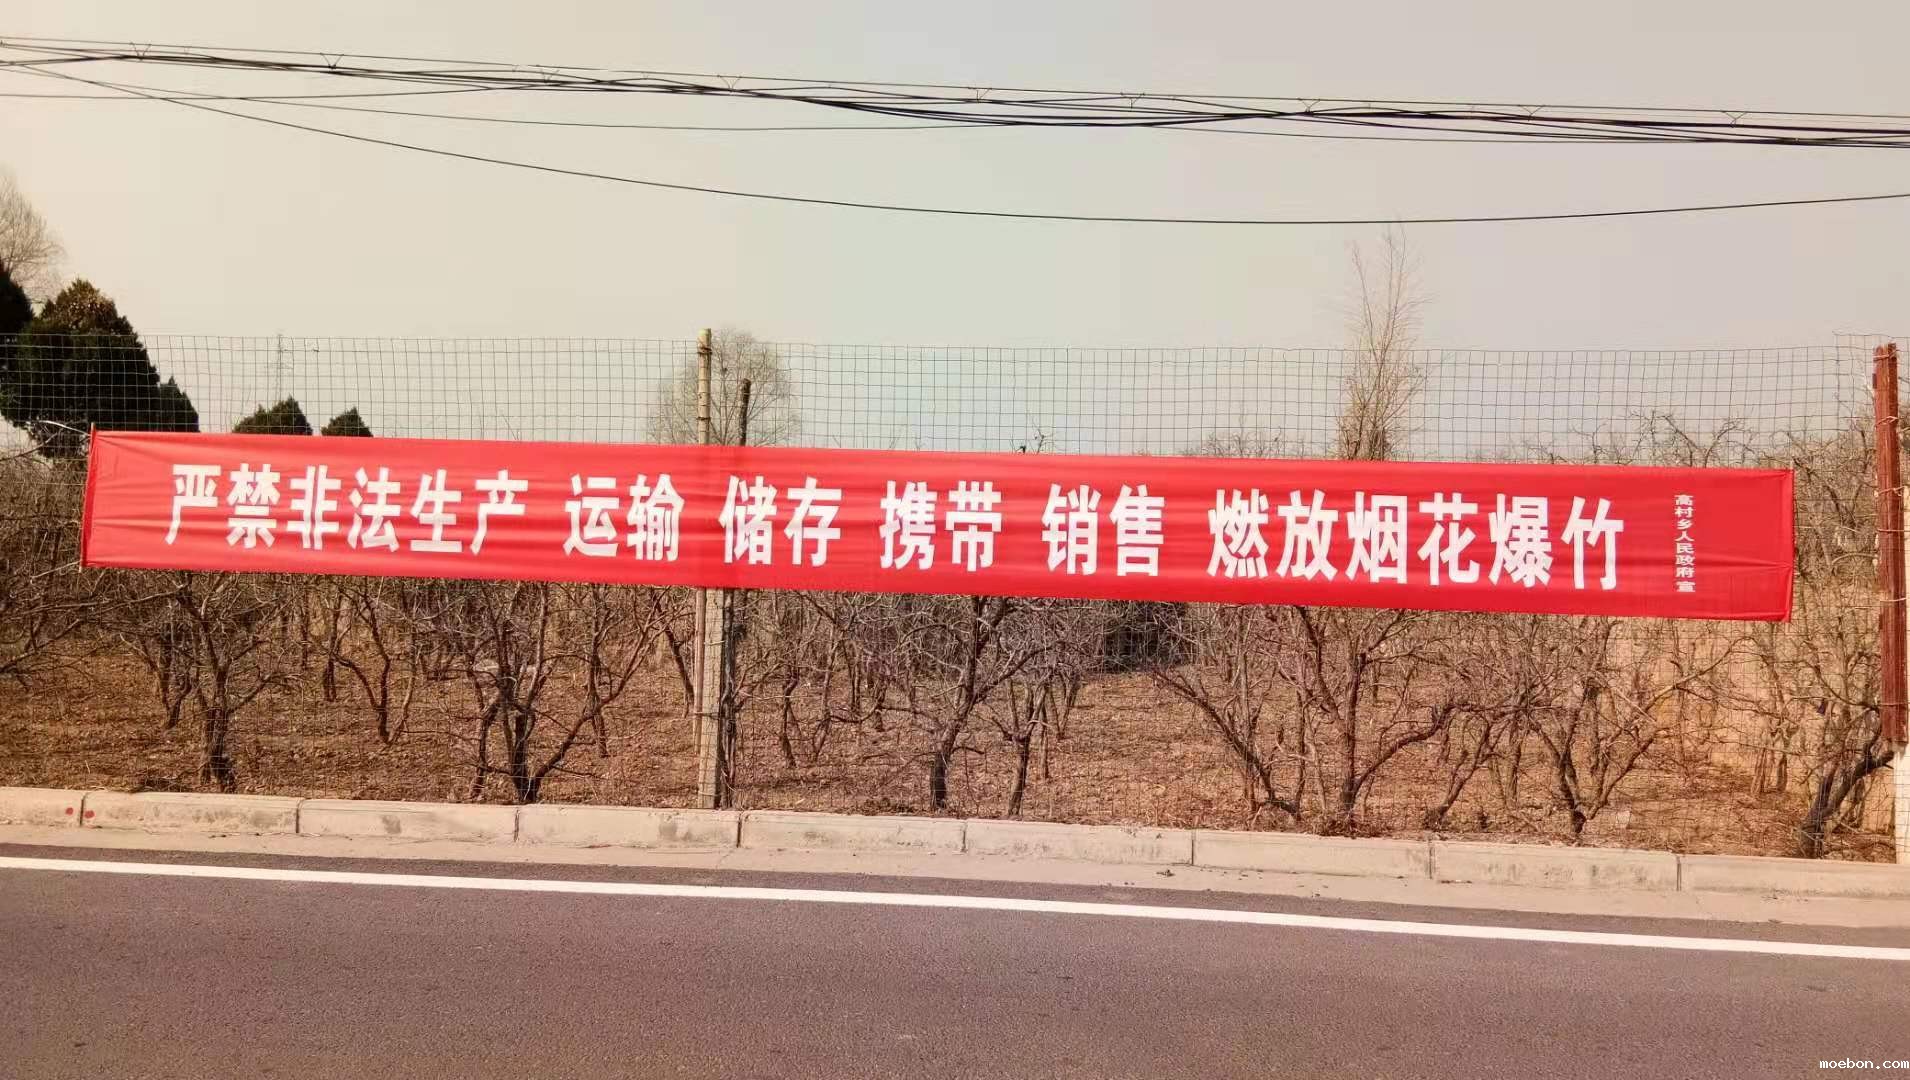 严禁非法生产 运输 储存 携带 销售 燃放烟花爆竹
高村乡人民政府宣
moebon.com